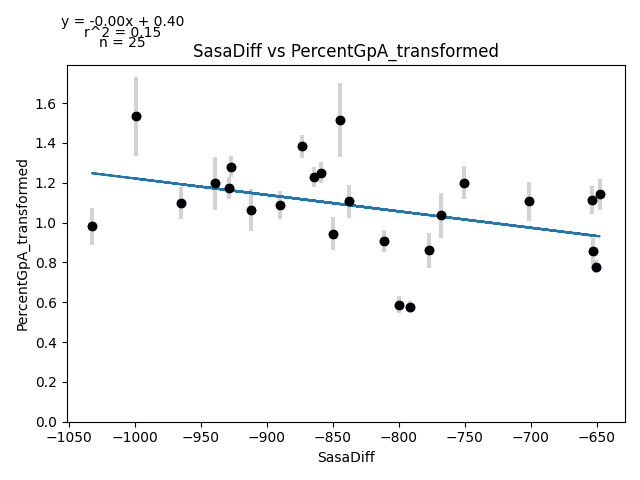 y = -0.00x + 0.40
r^2 = 0.15
n = 25
SasaDiff vs PercentGpA_transformed
PercentGpA_transformed
1.6
1.4
1.2
1.0
0.8
0.6
0.4
0.2
0.0
−1050 −1000 −950 −900 −850 −800 −750 −700 −650
SasaDiff